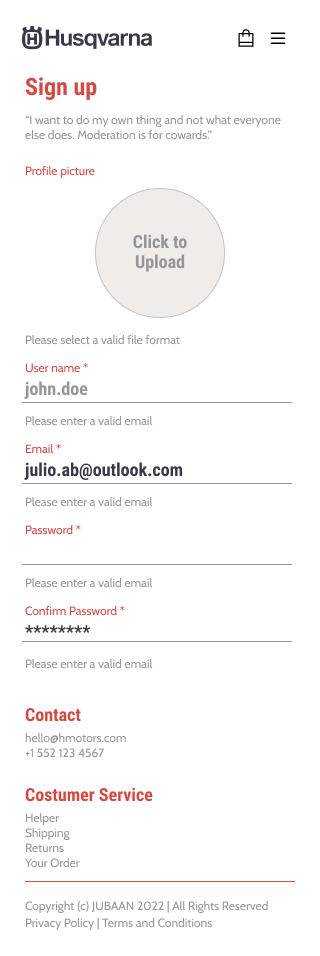 Husqvarna
Sign up
“I want to do my own thing and not what everyone
else does. Moderation is for cowards.”
Profile picture
Click to
Upload
Please select a valid file format
User name *
john.doe
Please enter a valid email
Email *
julio.ab@outlook.com
Please enter a valid email
Password *
Please enter a valid email
Confirm Password *
********
Please enter a valid email
Contact
hello@hmotors.com
+1 552 123 4567
Costumer Service
Helper
Shipping
Returns
Your Order
Copyright (c) JUBAAN 2022 | All Rights Reserved
Privacy Policy | Terms and Conditions